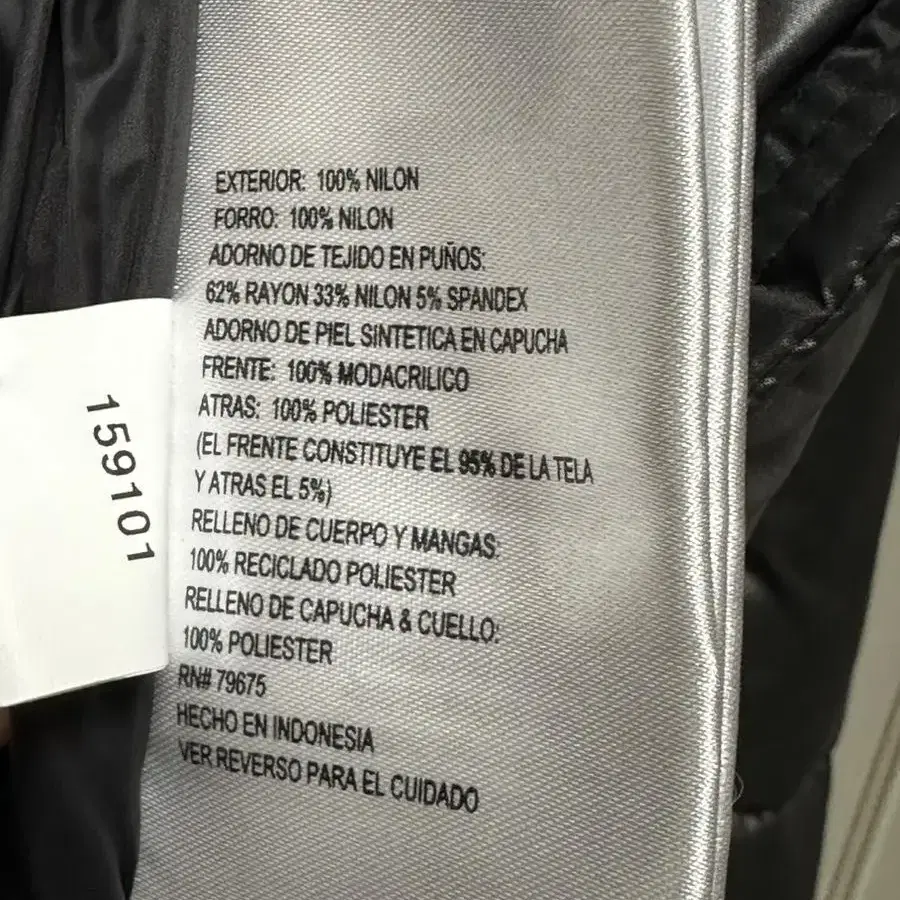 EXTERIOR: 100% NILON
FORRO: 100% NILON
ADORNO DE TEJIDO EN PUÑOS:
62% RAYON 33% NILON 5% SPANDEX
ADORNO DE PIEL SINTETICA EN CAPUCHA
FRENTE: 100% MODACRILICO
ATRAS: 100% POLIESTER
(EL FRENTE CONSTITUYE EL 95% DE LA TELA
Y ATRAS EL 5%)
RELLENO DE CUERPO Y MANGAS:
100% RECICLADO POLIESTER
RELLENO DE CAPUCHA & CUELLO:
100% POLIESTER
RN# 79675
HECHO EN INDONESIA
VER REVERSO PARA EL CUIDADO
159101